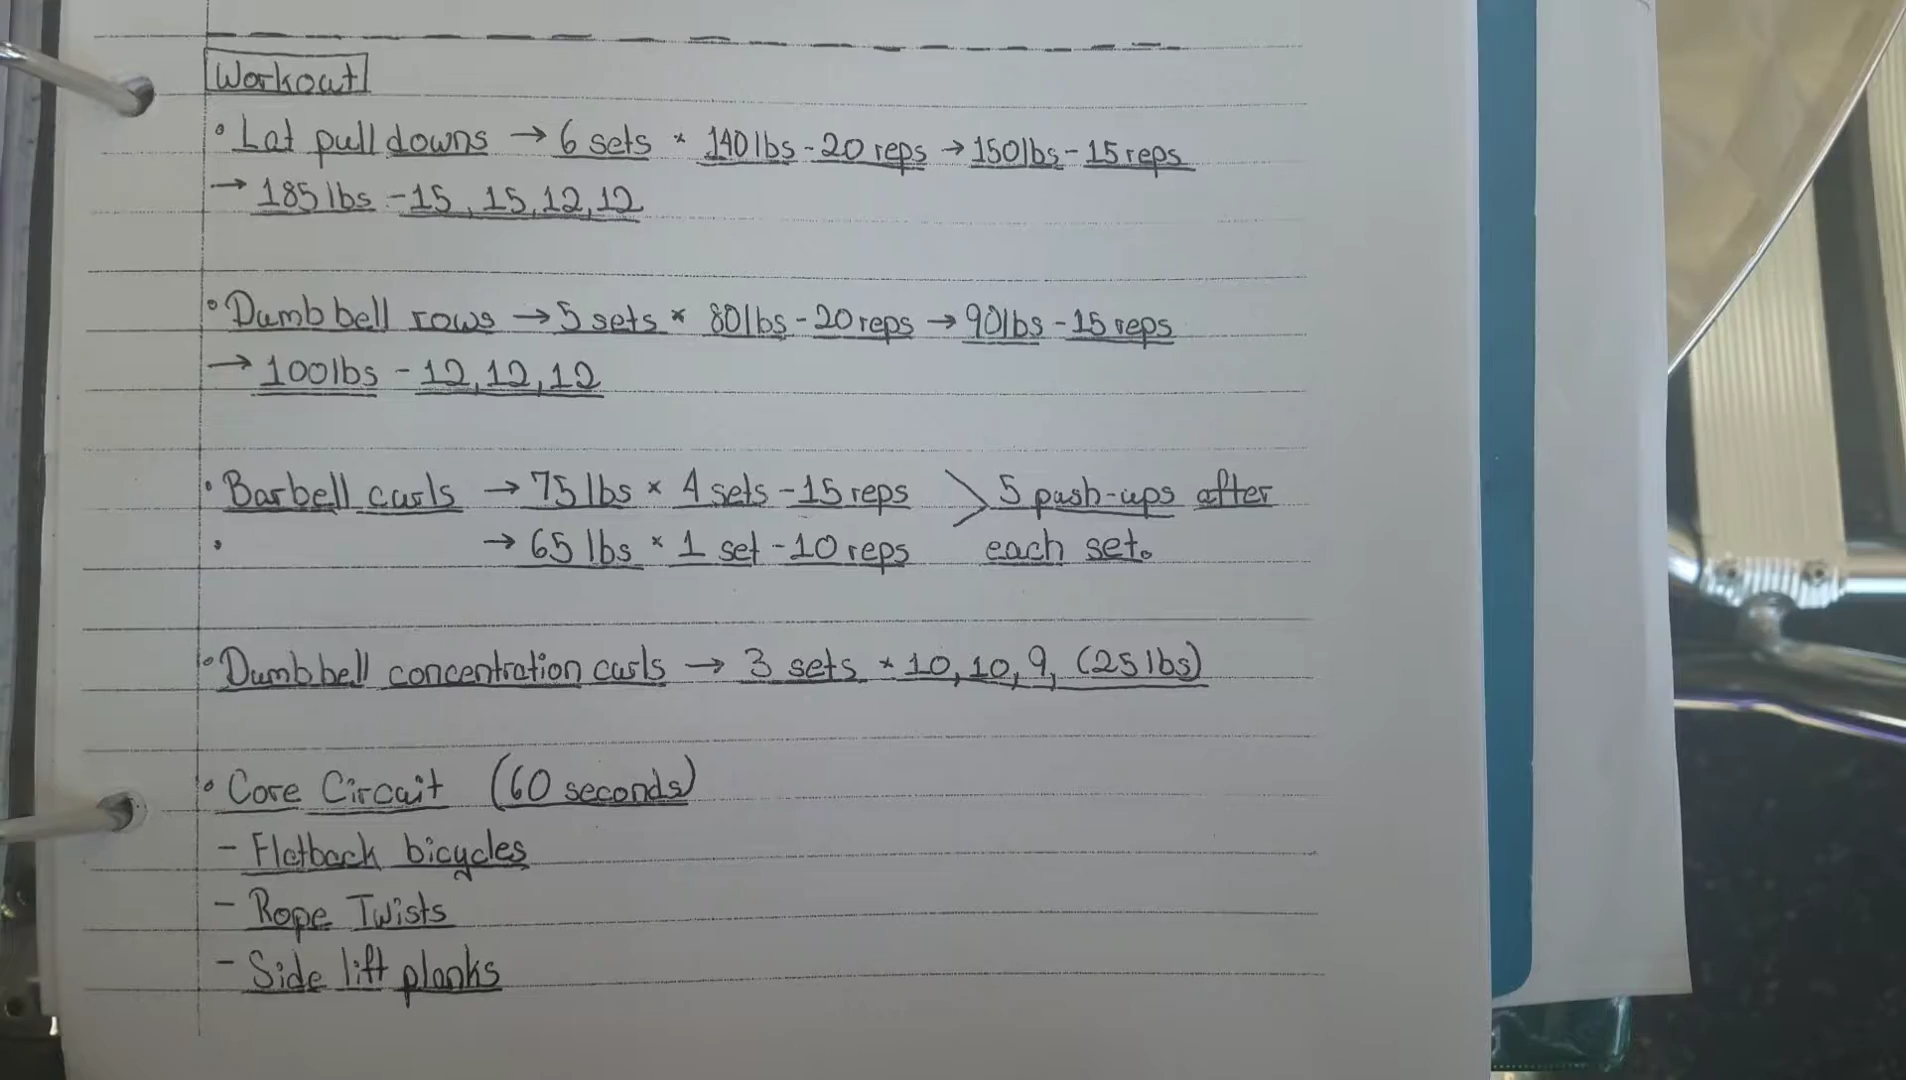 Workout
• Lat pull downs → 6 sets * 140 lbs - 20 reps → 150 lbs - 15 reps
→ 185 lbs - 15, 15, 12, 12
• Dumbbell rows → 5 sets * 80 lbs - 20 reps → 90 lbs - 15 reps
→ 100 lbs - 12, 12, 12
• Barbell curls → 75 lbs × 4 sets - 15 reps > 5 push-ups after
• → 65 lbs × 1 set - 10 reps each set.
• Dumbbell concentration curls → 3 sets * 10, 10, 9, (25 lbs)
• Core Circuit (60 seconds)
- Flatback bicycles
- Rope Twists
- Side lift planks